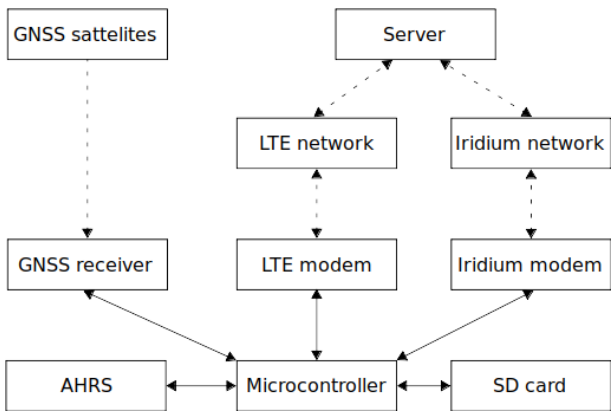 GNSS sattelites
Server
LTE network
Iridium network
GNSS receiver
LTE modem
Iridium modem
AHRS
Microcontroller
SD card